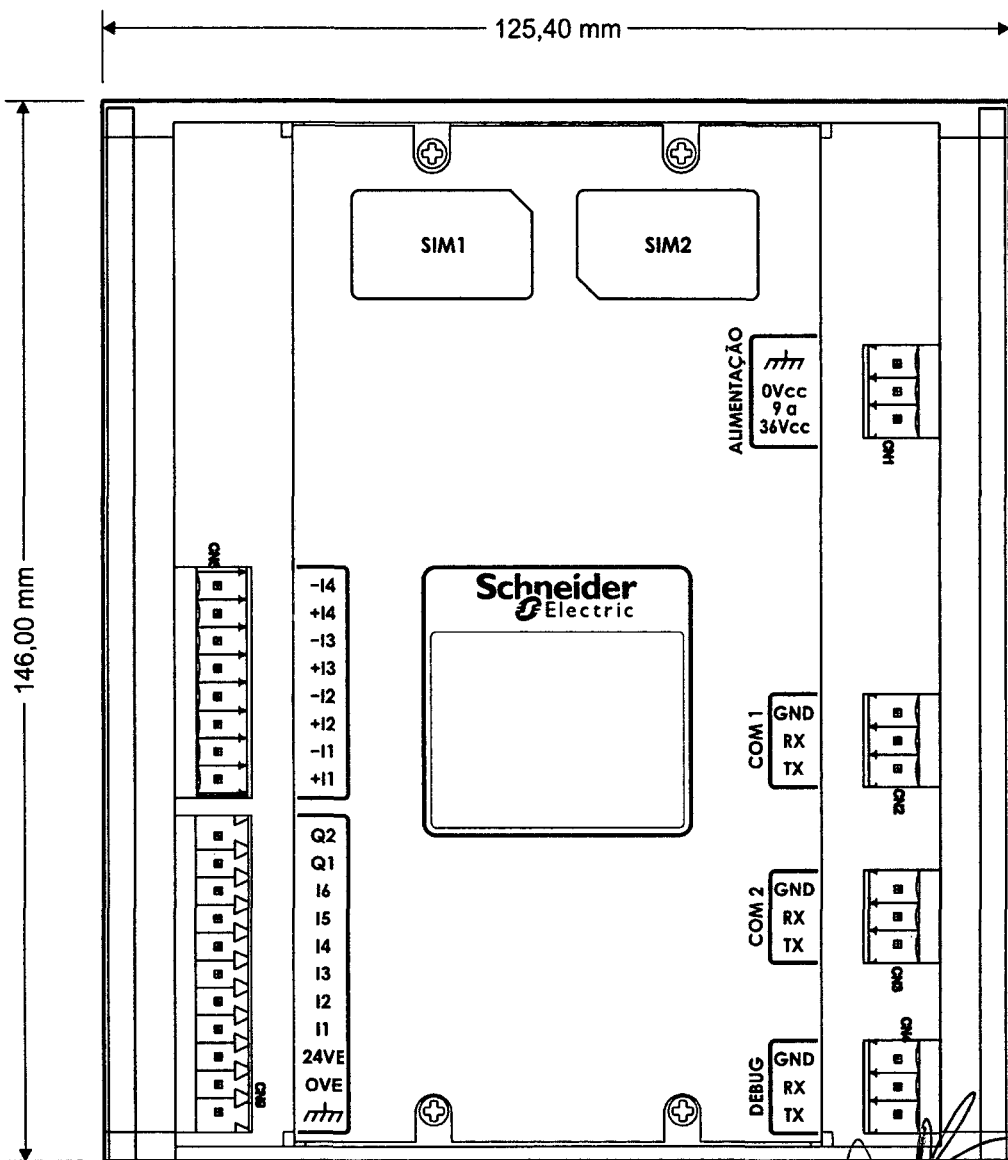 125,40 mm
146,00 mm
SIM1
SIM2
ALIMENTAÇÃO
0Vcc
9 a
36Vcc
CN1
Schneider
Electric
-I4
+I4
-I3
+I3
-I2
+I2
-I1
+I1
COM 1
GND
RX
TX
CN2
Q2
Q1
I6
I5
I4
I3
I2
I1
24VE
0VE
COM 2
GND
RX
TX
CN3
CN4
DEBUG
GND
RX
TX